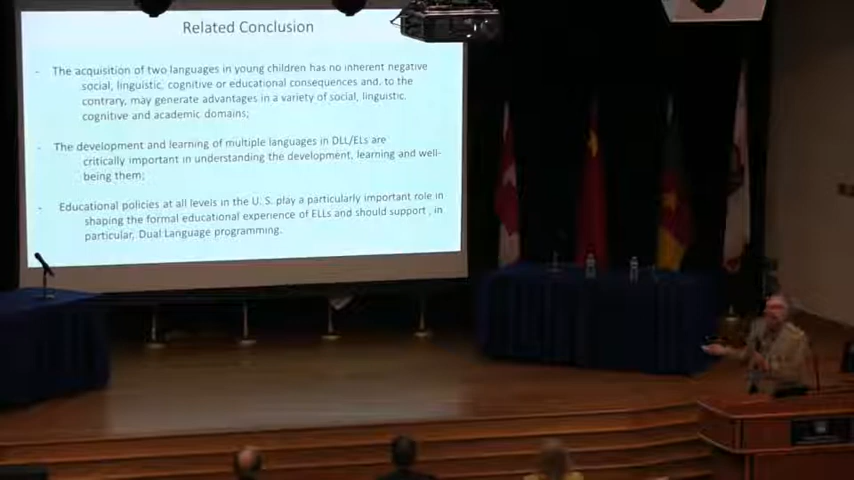 Related Conclusion
- The acquisition of two languages in young children has no inherent negative
social, linguistic, cognitive or educational consequences and, to the
contrary, may generate advantages in a variety of social, linguistic,
cognitive and academic domains;
- The development and learning of multiple languages in DLL/ELs are
critically important in understanding the development, learning and well-
being them;
- Educational policies at all levels in the U. S. play a particularly important role in
shaping the formal educational experience of ELLs and should support , in
particular, Dual Language programming.